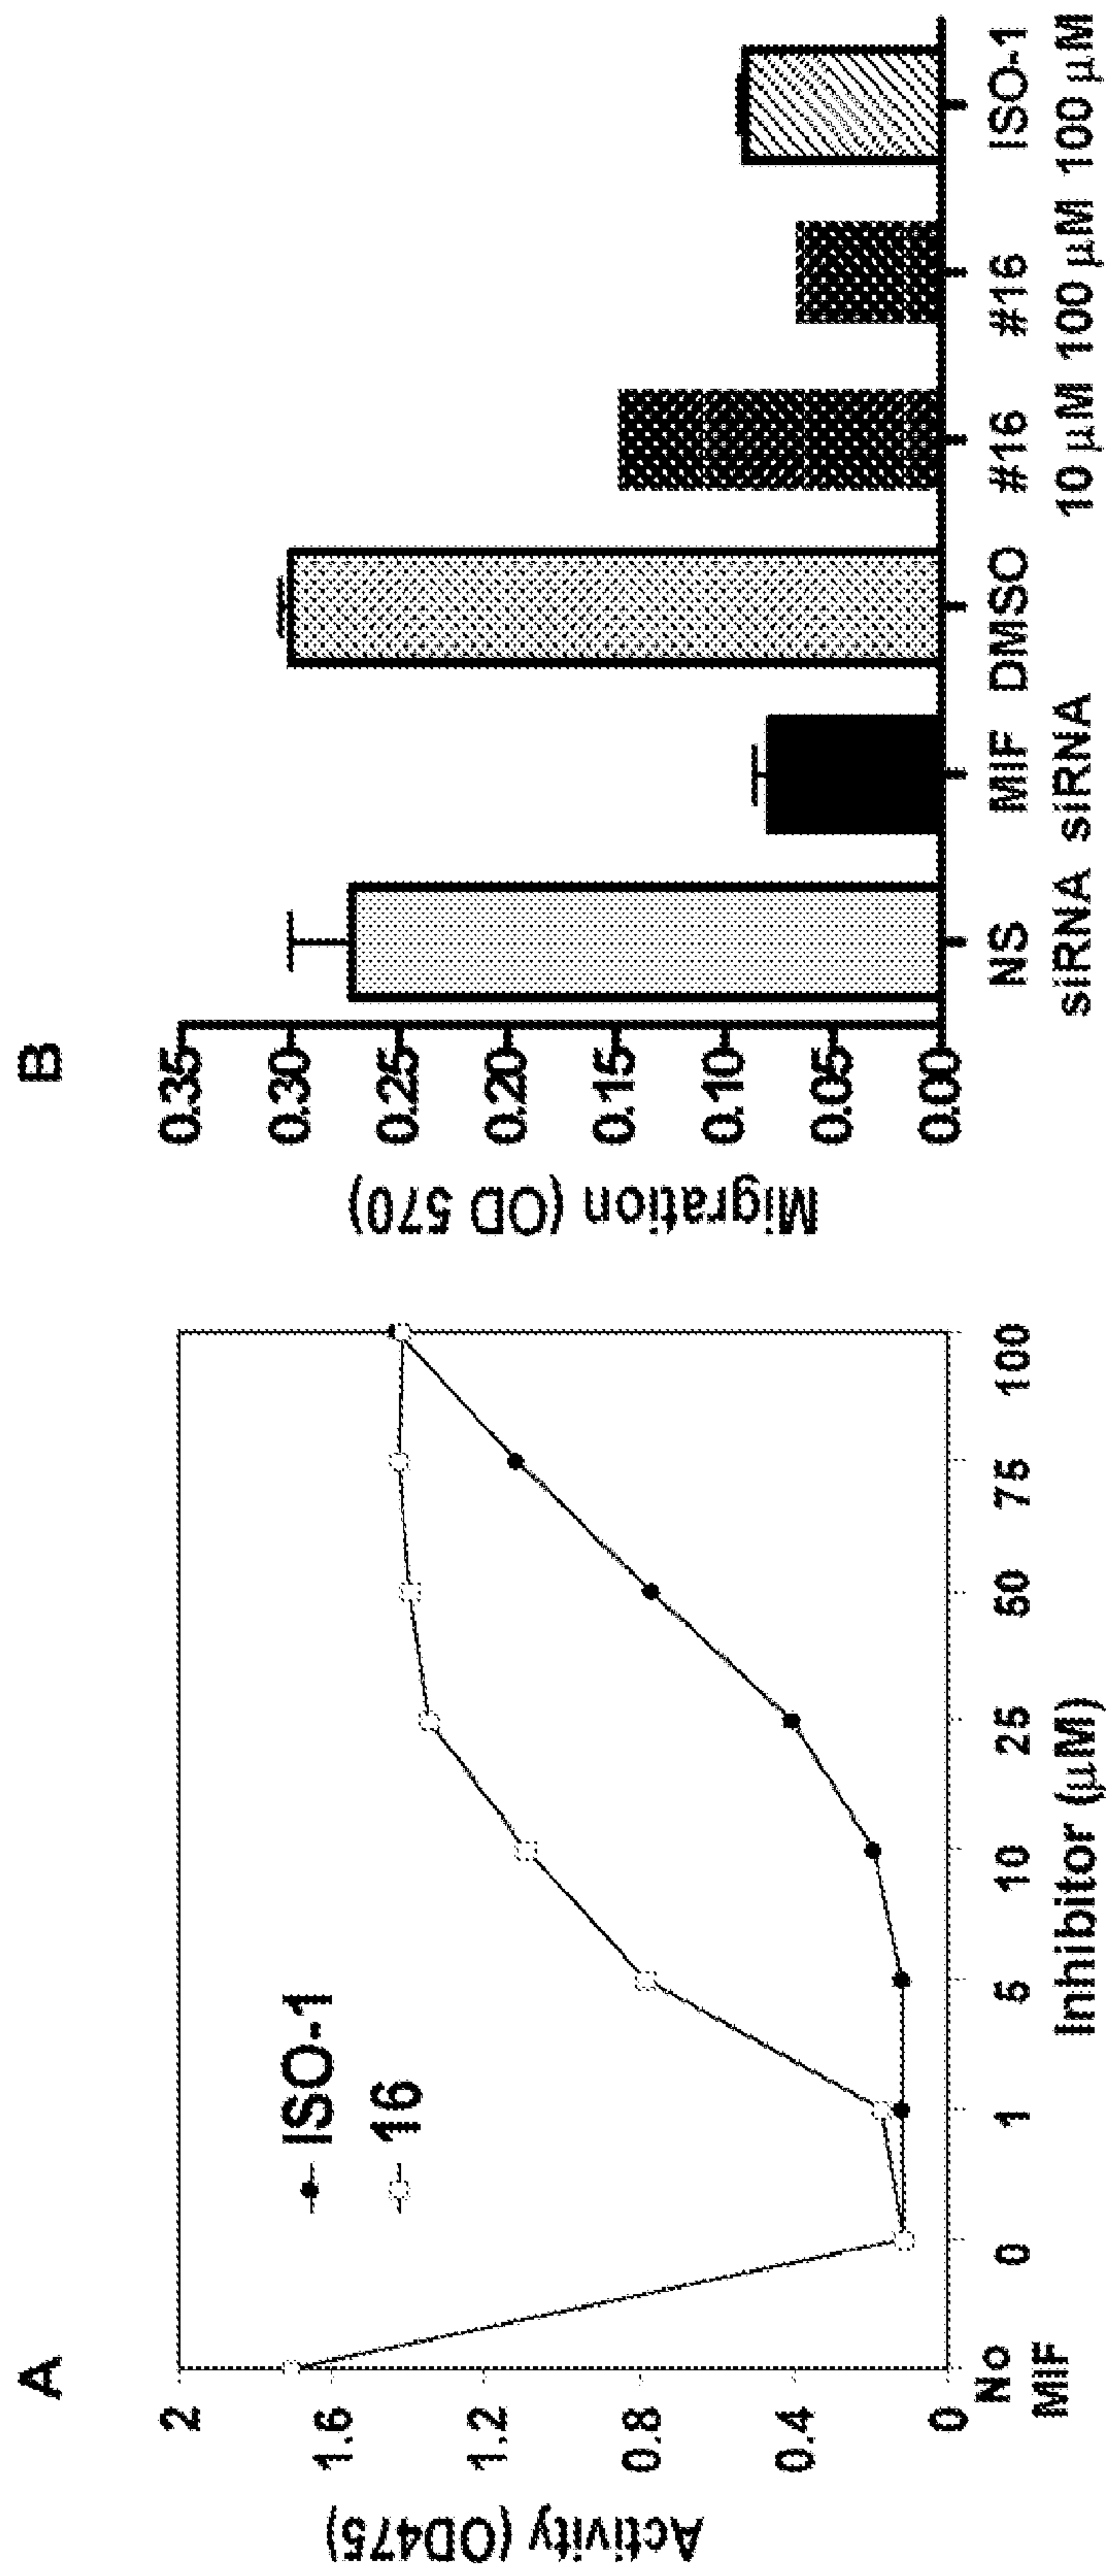 A
Activity (OD475)
2
1.6
1.2
0.8
0.4
0
ISO-1
16
No 0 1 5 10 25 50 75 100
MIF
Inhibitor (µM)
B
Migration (OD 570)
0.35
0.30
0.25
0.20
0.15
0.10
0.05
0.00
NS MIF DMSO #16 #16 ISO-1
siRNA siRNA 10 µM 100 µM 100 µM